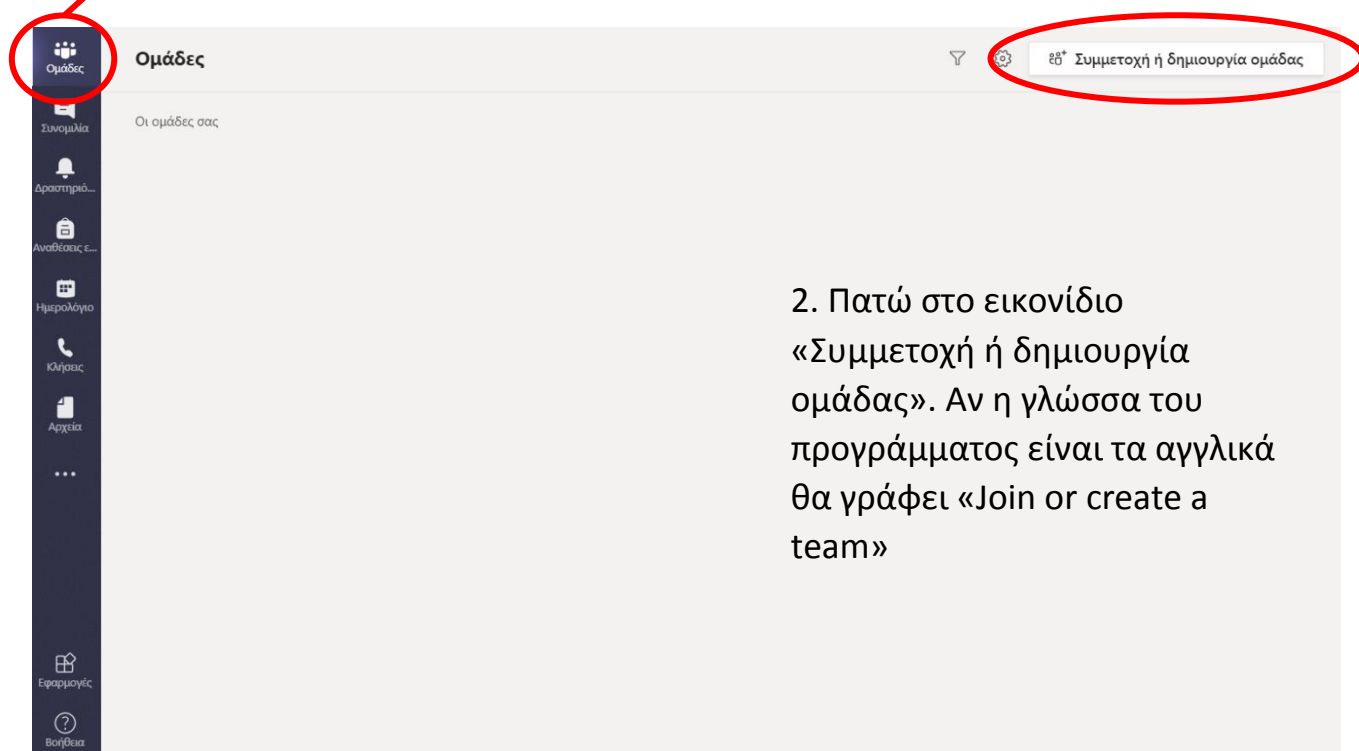 Ομάδες
Ομάδες
Συμμετοχή ή δημιουργία ομάδας
Συνομιλία
Οι ομάδες σας
Δραστηριό...
Αναθέσεις ε...
Ημερολόγιο
Κλήσεις
Αρχεία
2. Πατώ στο εικονίδιο
«Συμμετοχή ή δημιουργία
ομάδας». Αν η γλώσσα του
προγράμματος είναι τα αγγλικά
θα γράφει «Join or create a
team»
Εφαρμογές
Βοήθεια